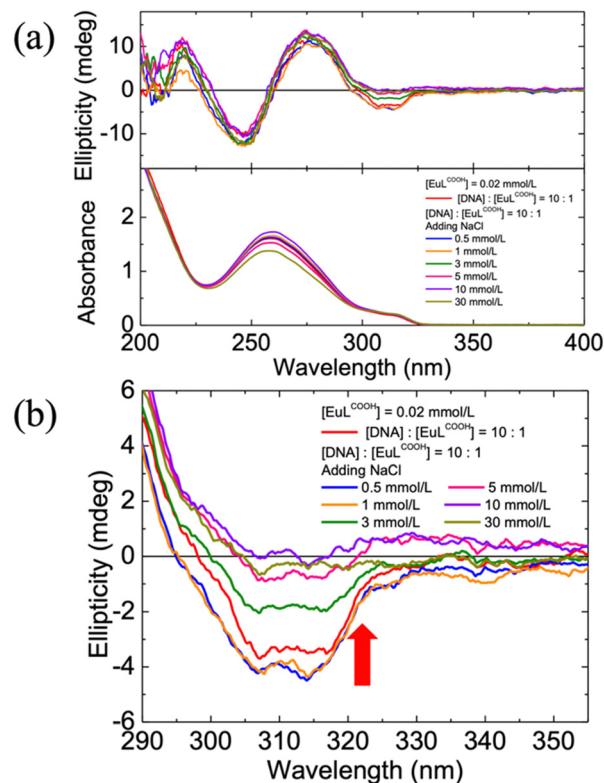 (a)
Ellipticity (mdeg)
10
0
-10
Absorbance
2
1
0
[EuL^COOH] = 0.02 mmol/L
[DNA] : [EuL^COOH] = 10 : 1
[DNA] : [EuL^COOH] = 10 : 1
Adding NaCl
0.5 mmol/L
1 mmol/L
3 mmol/L
5 mmol/L
10 mmol/L
30 mmol/L
200 250 300 350 400
Wavelength (nm)
(b)
Ellipticity (mdeg)
6
4
2
0
-2
-4
-6
[EuL^COOH] = 0.02 mmol/L
[DNA] : [EuL^COOH] = 10 : 1
[DNA] : [EuL^COOH] = 10 : 1
Adding NaCl
0.5 mmol/L 5 mmol/L
1 mmol/L 10 mmol/L
3 mmol/L 30 mmol/L
290 300 310 320 330 340 350
Wavelength (nm)